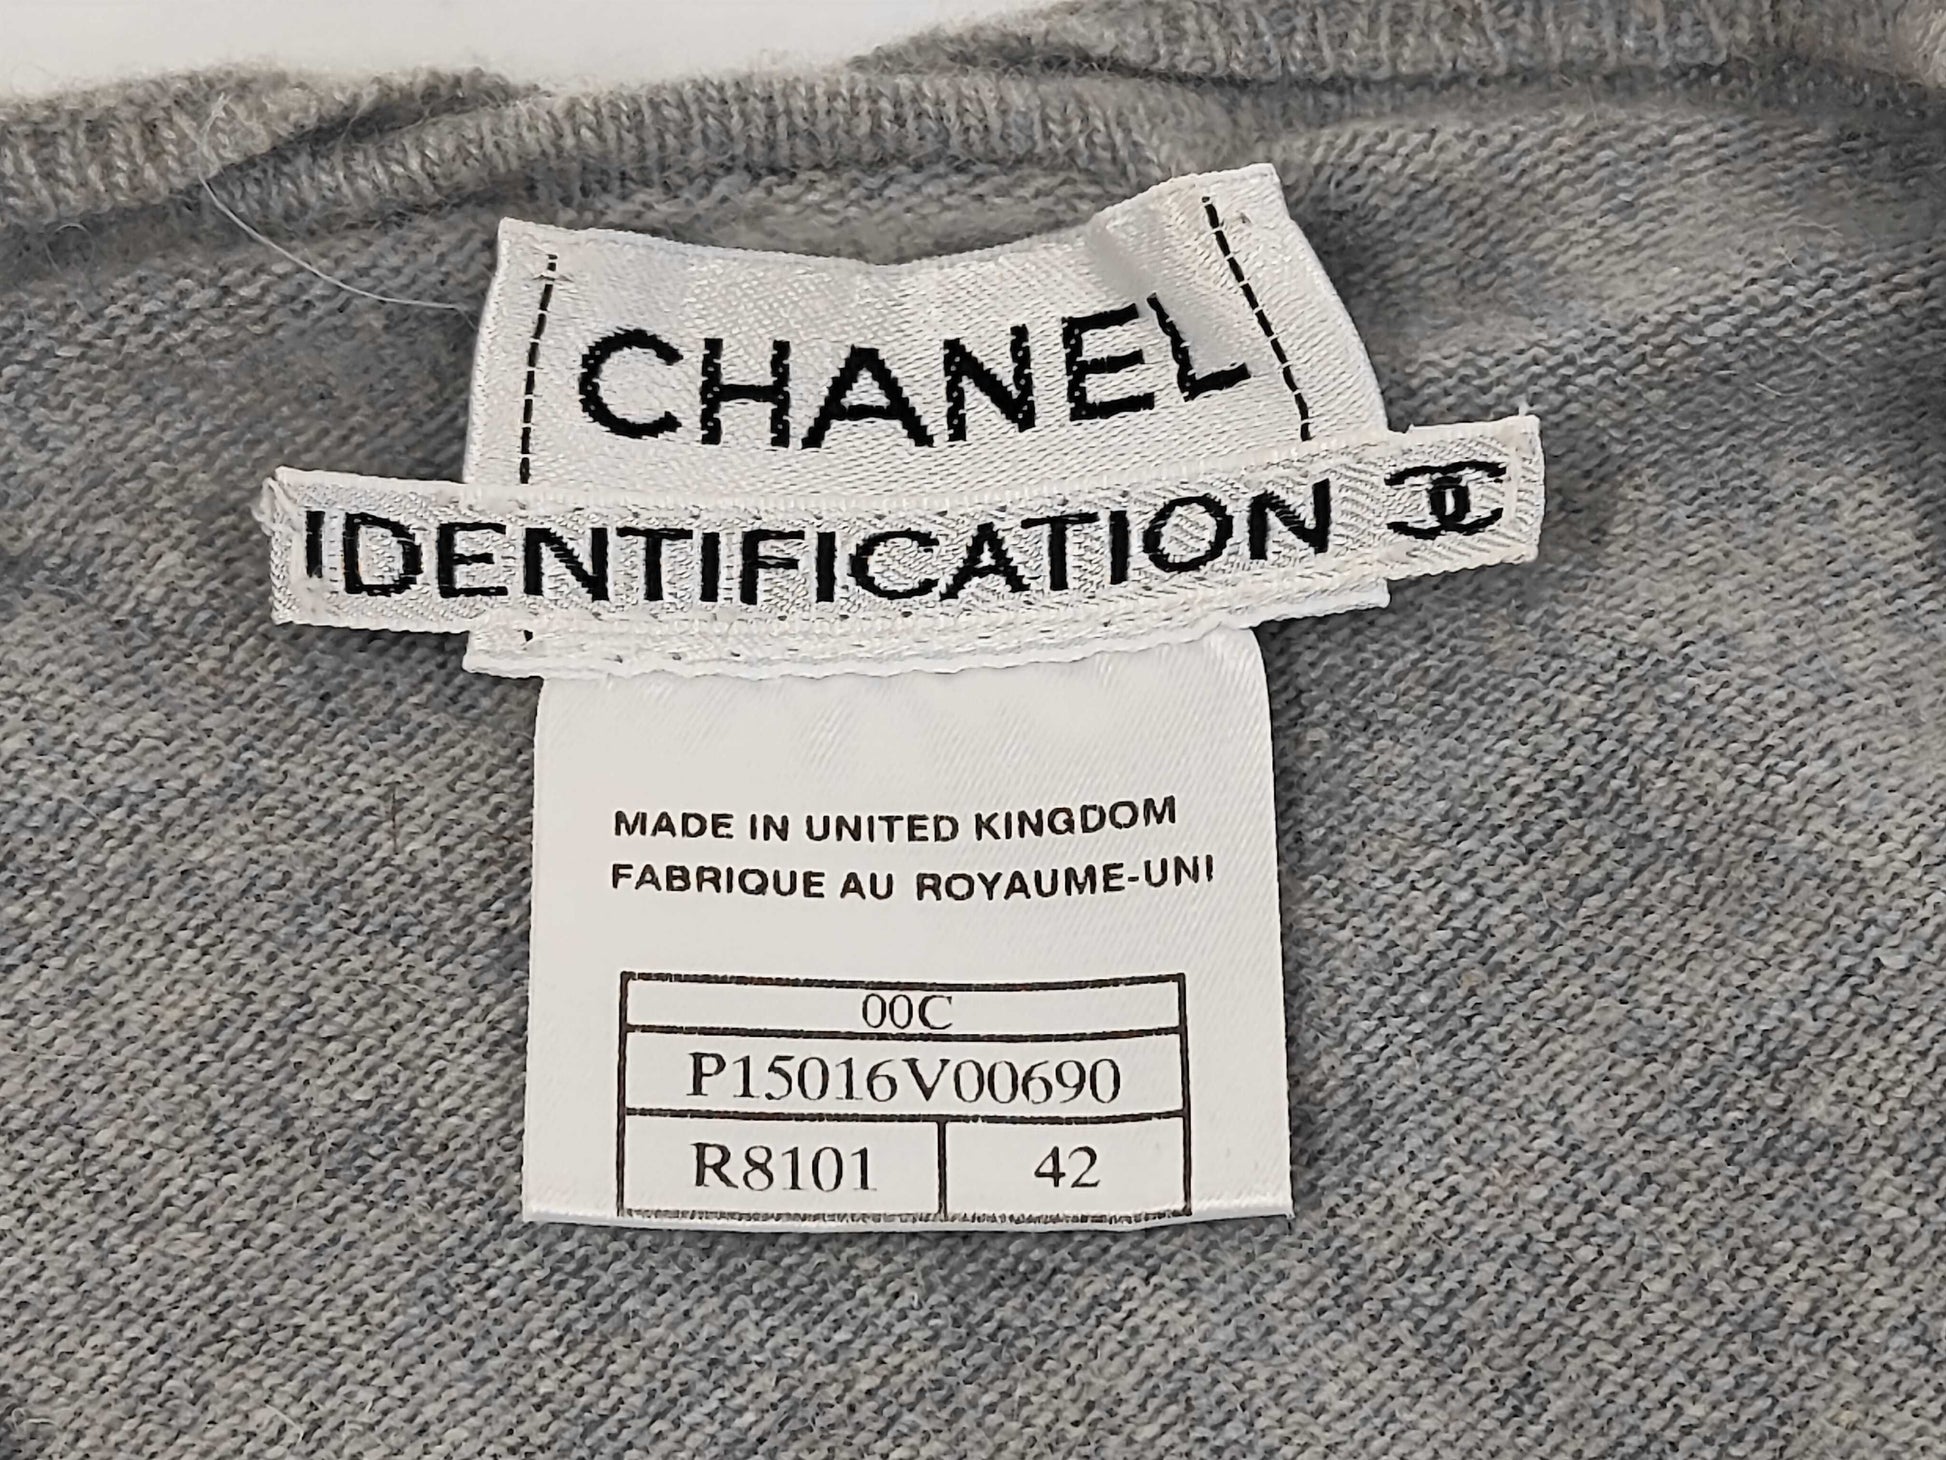 CHANEL
IDENTIFICATION
MADE IN UNITED KINGDOM
FABRIQUE AU ROYAUME-UNI
00C
P15016V00690
R8101 42